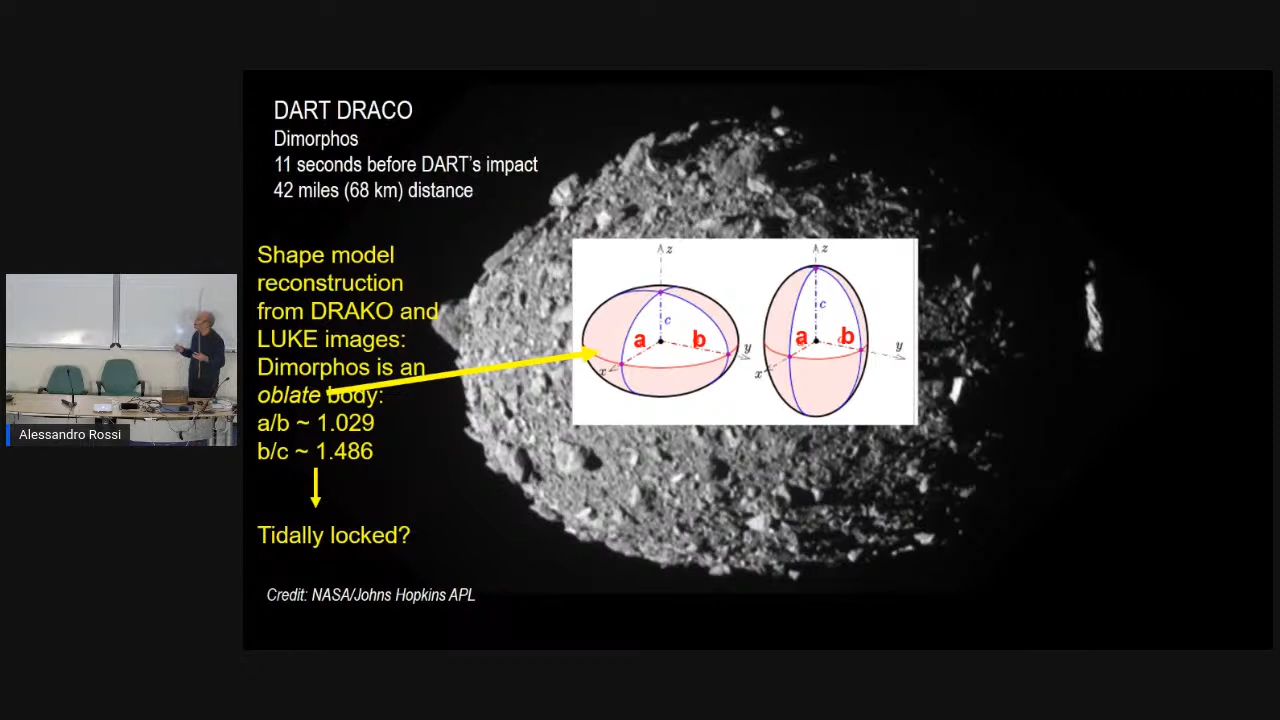 DART DRACO
Dimorphos
11 seconds before DART's impact
42 miles (68 km) distance
Shape model
reconstruction
from DRAKO and
LUKE images:
Dimorphos is an
oblate body:
a/b ~ 1.029
b/c ~ 1.486
Tidally locked?
Credit: NASA/Johns Hopkins APL
z
c
a
b
y
x
z
c
a
b
y
x
Alessandro Rossi